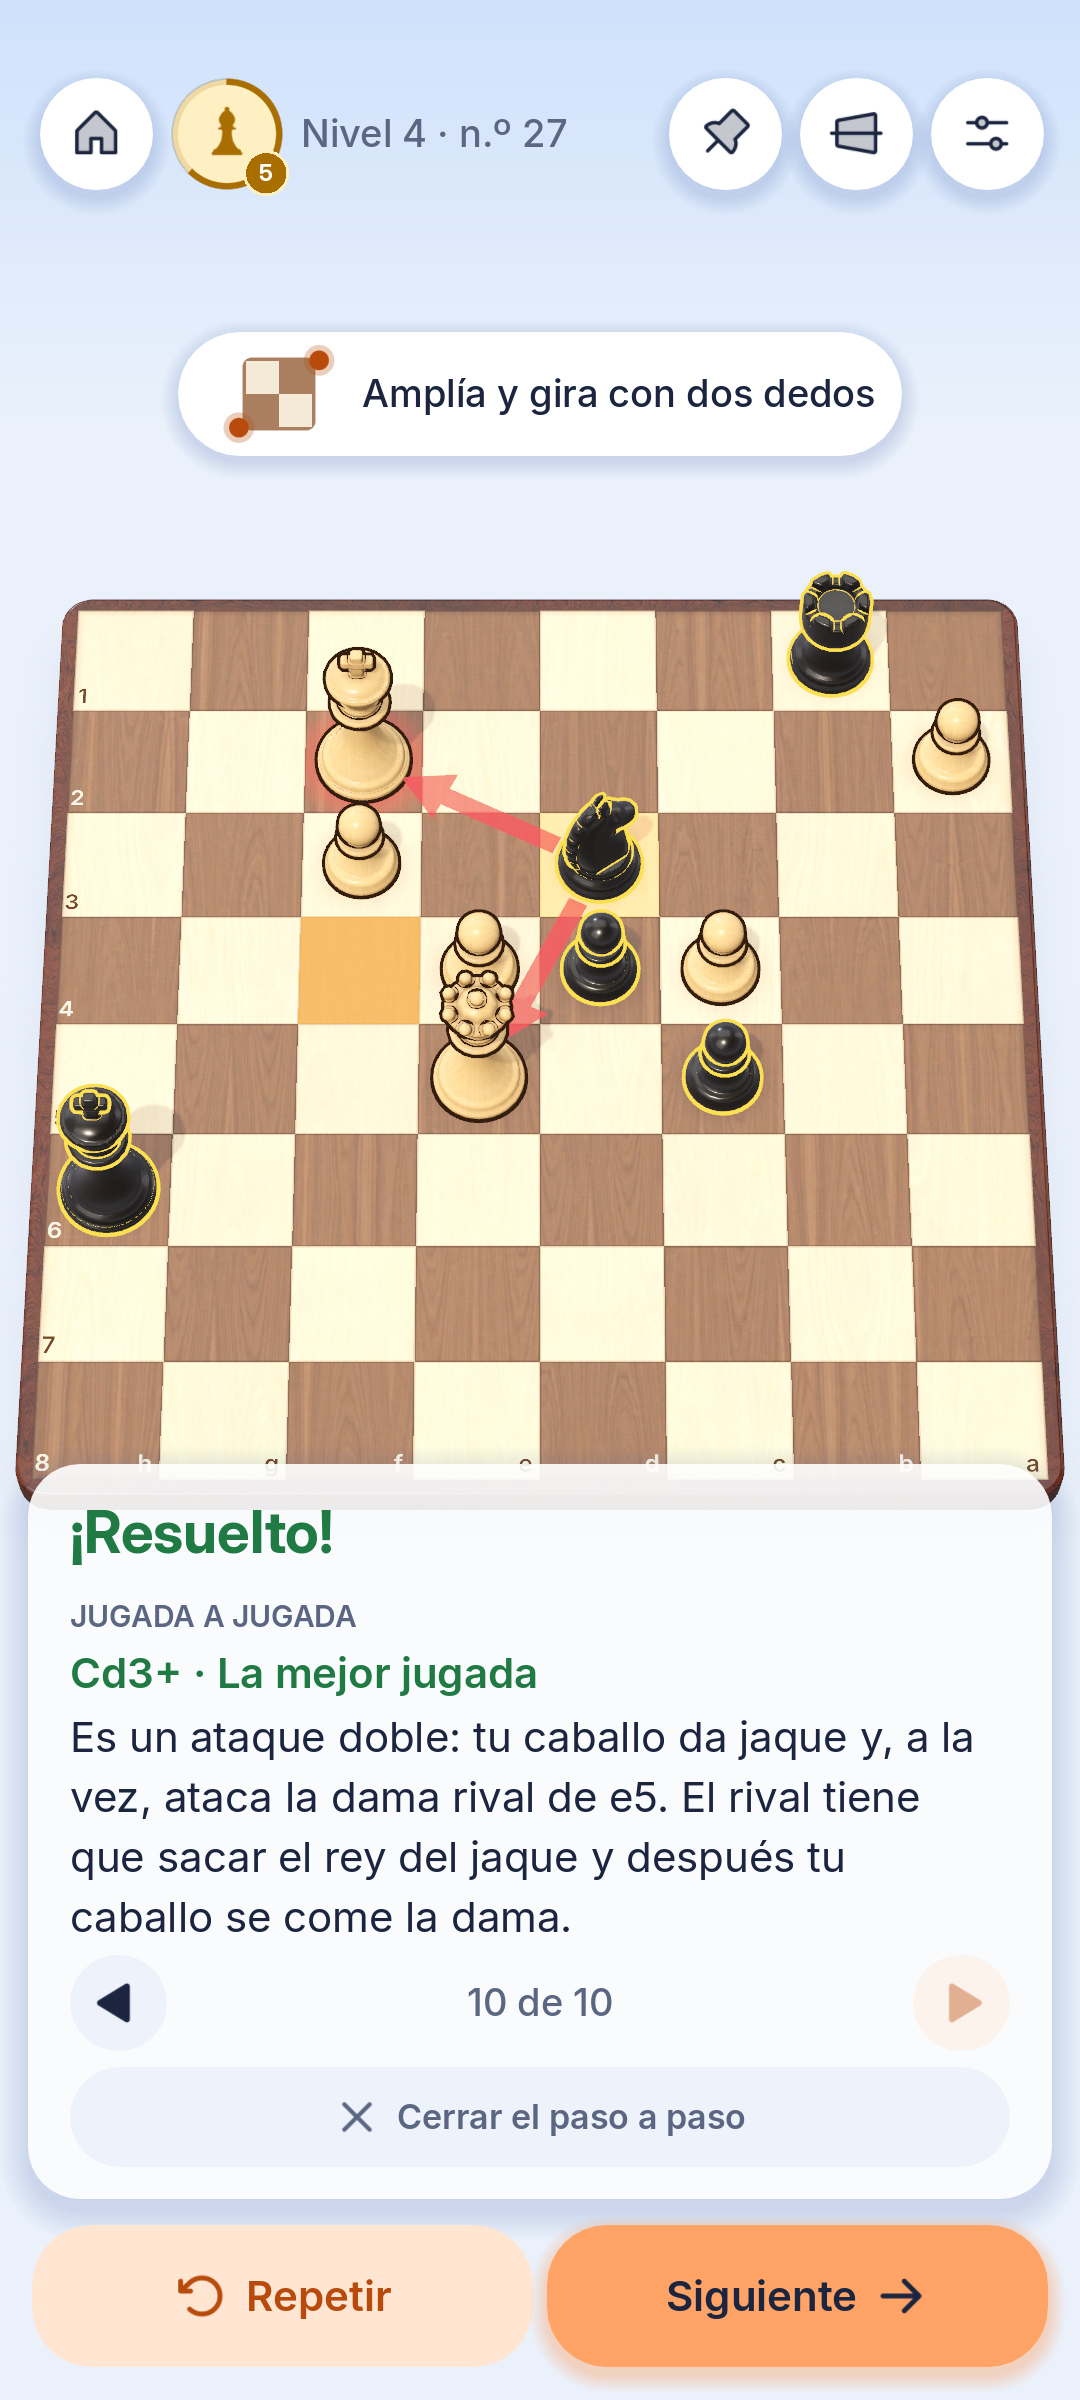 Nivel 4 · n.º 27
5
Amplía y gira con dos dedos
1
2
3
4
6
7
8 h g f e d c b a
¡Resuelto!
JUGADA A JUGADA
Cd3+ · La mejor jugada
Es un ataque doble: tu caballo da jaque y, a la
vez, ataca la dama rival de e5. El rival tiene
que sacar el rey del jaque y después tu
caballo se come la dama.
10 de 10
Cerrar el paso a paso
Repetir
Siguiente